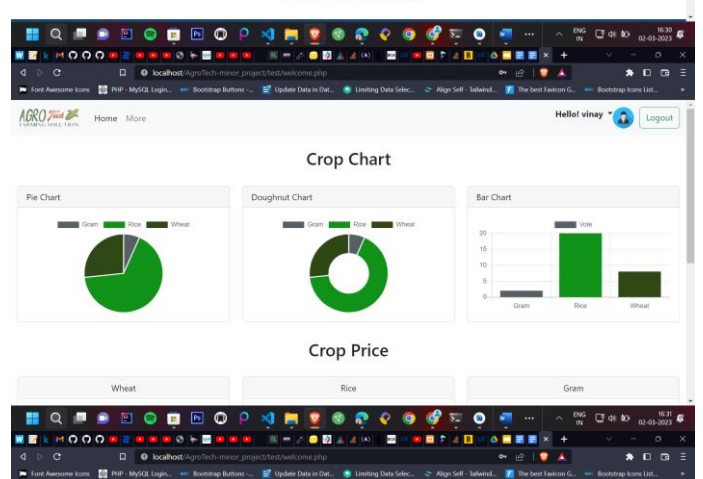 ENG
IN
16:30
02-03-2023
localhost/AgroTech-minor_project/test/welcome.php
Font Awesome Icons PHP - MySQL Login... Bootstrap Buttons -... Update Data in Dat... Limiting Data Selec... Align Self - Tailwind... The best Favicon G... Bootstrap Icons List...
AGRO Tech
FARMING SOLUTION
Home More Hello! vinay Logout
Crop Chart
Pie Chart Doughnut Chart Bar Chart
Gram Rice Wheat Gram Rice Wheat Vote
20
15
10
5
0
Gram Rice Wheat
Crop Price
Wheat Rice Gram
ENG
IN
16:31
02-03-2023
localhost/AgroTech-minor_project/test/welcome.php
Font Awesome Icons PHP - MySQL Login... Bootstrap Buttons -... Update Data in Dat... Limiting Data Selec... Align Self - Tailwind... The best Favicon G... Bootstrap Icons List...